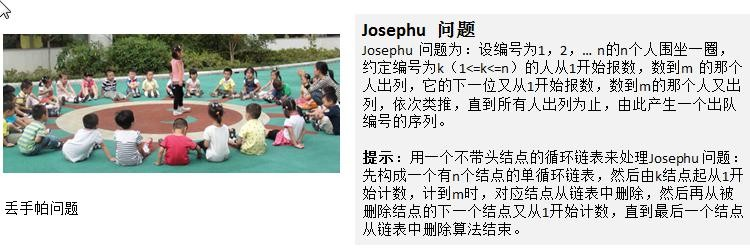 Josephu 问题
Josephu 问题为：设编号为1，2，… n的n个人围坐一圈，
约定编号为k（1<=k<=n）的人从1开始报数，数到m 的那个
人出列，它的下一位又从1开始报数，数到m的那个人又出
列，依次类推，直到所有人出列为止，由此产生一个出队
编号的序列。
提示：用一个不带头结点的循环链表来处理Josephu 问题：
先构成一个有n个结点的单循环链表，然后由k结点起从1开
始计数，计到m时，对应结点从链表中删除，然后再从被
删除结点的下一个结点又从1开始计数，直到最后一个结点
从链表中删除算法结束。
丢手帕问题